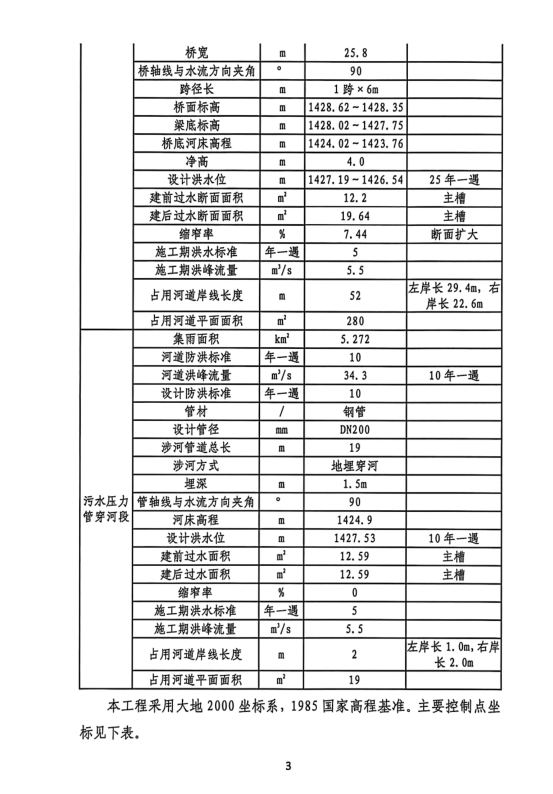 桥宽 m 25.8
桥轴线与水流方向夹角 ° 90
跨径长 m 1跨×6m
桥面标高 m 1428.62~1428.35
梁底标高 m 1428.02~1427.75
桥底河床高程 m 1424.02~1423.76
净高 m 4.0
设计洪水位 m 1427.19~1426.54 25年一遇
建前过水断面面积 m² 12.2 主槽
建后过水断面面积 m² 19.64 主槽
缩窄率 % 7.44 断面扩大
施工期洪水标准 年一遇 5
施工期洪峰流量 m³/s 5.5
占用河道岸线长度 m 52 左岸长29.4m，右
岸长22.6m
占用河道平面面积 m² 280
集雨面积 km² 5.272
河道防洪标准 年一遇 10
河道洪峰流量 m³/s 34.3 10年一遇
设计防洪标准 年一遇 10
管材 / 钢管
设计管径 mm DN200
涉河管道总长 m 19
涉河方式 地埋穿河
埋深 m 1.5m
污水压力 管轴线与水流方向夹角 ° 90
管穿河段 河床高程 m 1424.9
设计洪水位 m 1427.53 10年一遇
建前过水面积 m² 12.59 主槽
建后过水面积 m² 12.59 主槽
缩窄率 % 0
施工期洪水标准 年一遇 5
施工期洪峰流量 m³/s 5.5
占用河道岸线长度 m 2 左岸长1.0m,右岸
长2.0m
占用河道平面面积 m² 19
本工程采用大地2000坐标系，1985国家高程基准。主要控制点坐
标见下表。
3